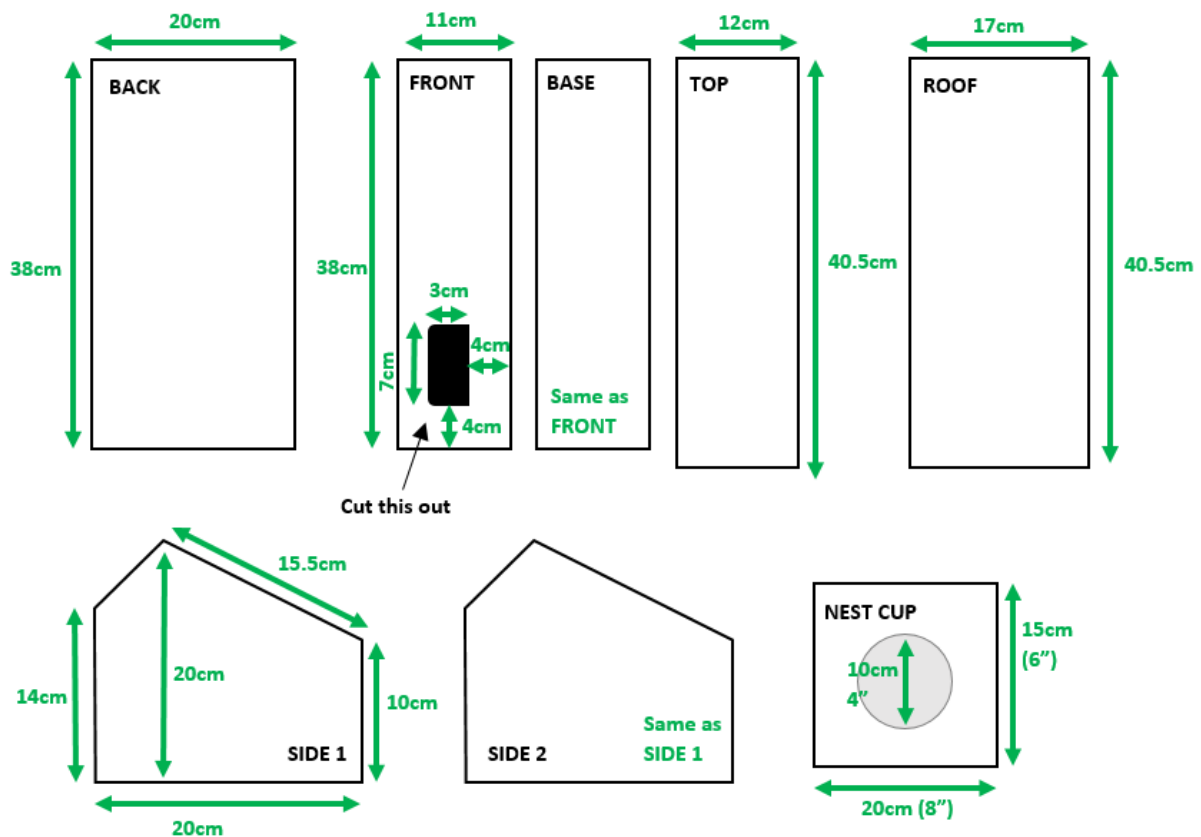 20cm
11cm
12cm
17cm
BACK
FRONT
BASE
TOP
ROOF
38cm
38cm
40.5cm
40.5cm
3cm
4cm
7cm
4cm
Same as
FRONT
Cut this out
15.5cm
14cm
20cm
10cm
SIDE 1
20cm
SIDE 2
Same as
SIDE 1
NEST CUP
10cm
4”
15cm
(6”)
20cm (8”)